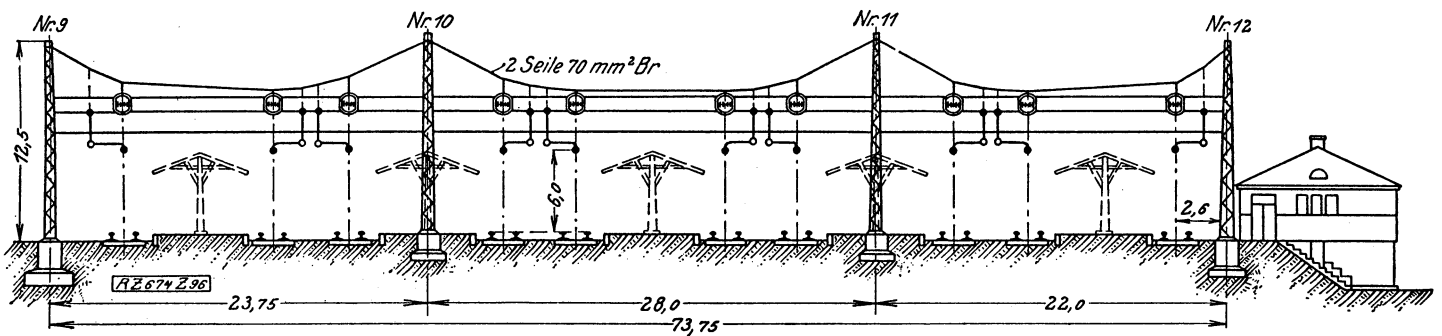 Nr. 9
Nr. 10
Nr. 11
Nr. 12
2 Seile 70 mm² Br
12,5
6,0
2,6
RZ 674 Z 96
23,75
28,0
22,0
73,75